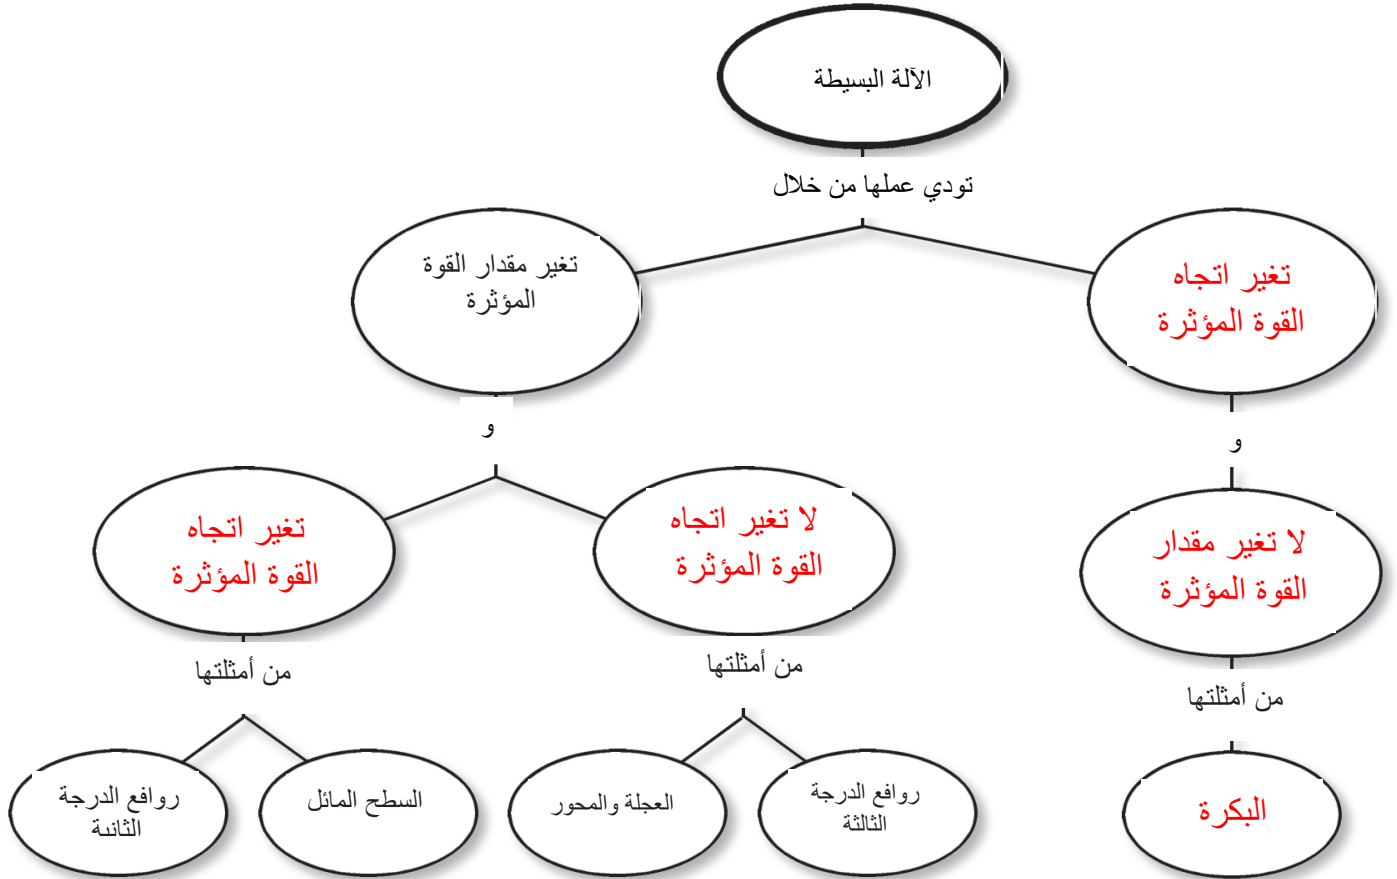 الآلة البسيطة
تودي عملها من خلال
تغير اتجاه
القوة المؤثرة
تغير مقدار القوة
المؤثرة
و
و
لا تغير مقدار
القوة المؤثرة
لا تغير اتجاه
القوة المؤثرة
تغير اتجاه
القوة المؤثرة
من أمثلتها
من أمثلتها
من أمثلتها
البكرة
روافع الدرجة
الثالثة
العجلة والمحور
السطح المائل
روافع الدرجة
الثانية